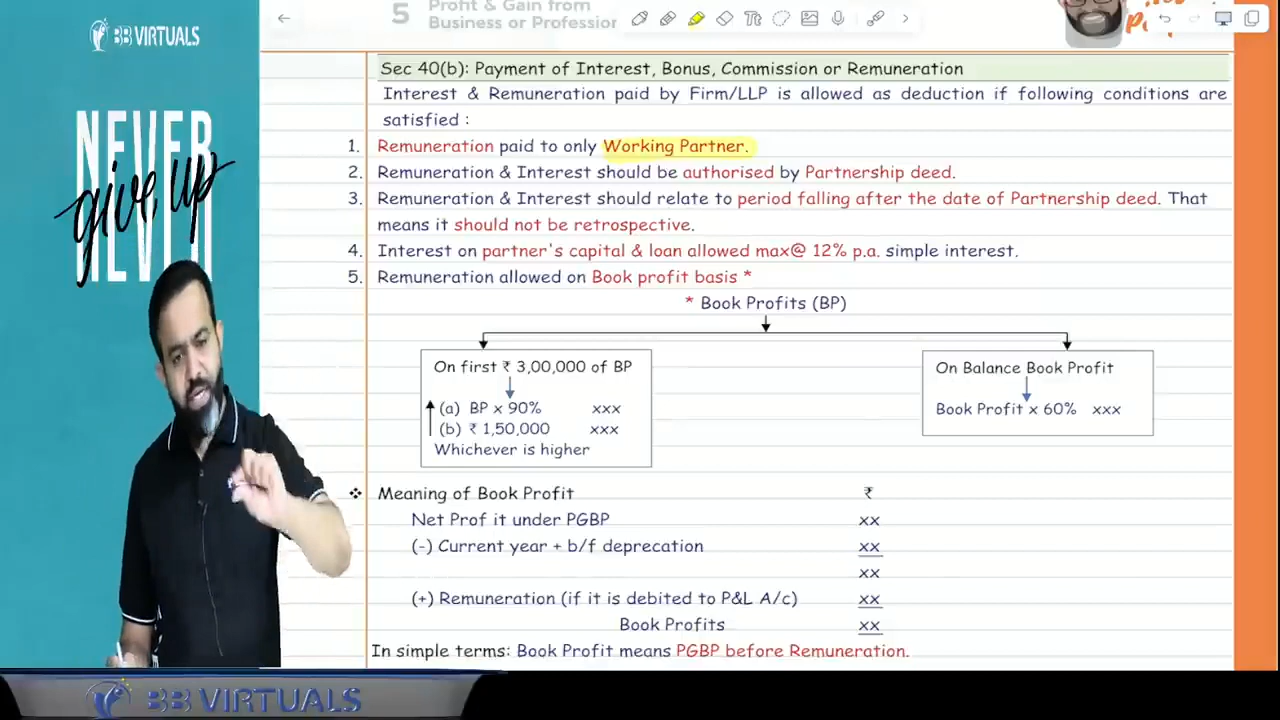 BB VIRTUALS
NEVER
give up
NEVER
5 Profit & Gain from
Business or Profession
Sec 40(b): Payment of Interest, Bonus, Commission or Remuneration
Interest & Remuneration paid by Firm/LLP is allowed as deduction if following conditions are
satisfied :
1. Remuneration paid to only Working Partner.
2. Remuneration & Interest should be authorised by Partnership deed.
3. Remuneration & Interest should relate to period falling after the date of Partnership deed. That
means it should not be retrospective.
4. Interest on partner's capital & loan allowed max@ 12% p.a. simple interest.
5. Remuneration allowed on Book profit basis *
* Book Profits (BP)
On first ₹ 3,00,000 of BP
(a) BP x 90% xxx
(b) ₹ 1,50,000 xxx
Whichever is higher
On Balance Book Profit
Book Profit x 60% xxx
❖ Meaning of Book Profit ₹
Net Prof it under PGBP xx
(-) Current year + b/f deprecation xx
xx
(+) Remuneration (if it is debited to P&L A/c) xx
Book Profits xx
In simple terms: Book Profit means PGBP before Remuneration.
BB VIRTUALS